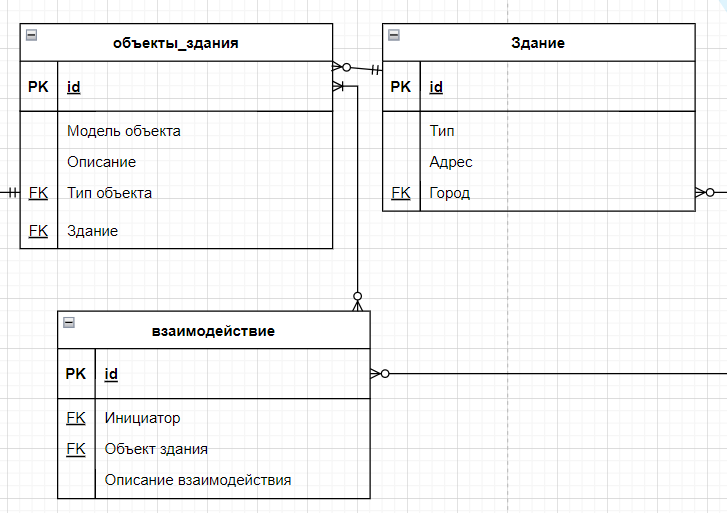 объекты_здания
PK id
Модель объекта
Описание
FK Тип объекта
FK Здание
Здание
PK id
Тип
Адрес
FK Город
взаимодействие
PK id
FK Инициатор
FK Объект здания
Описание взаимодействия